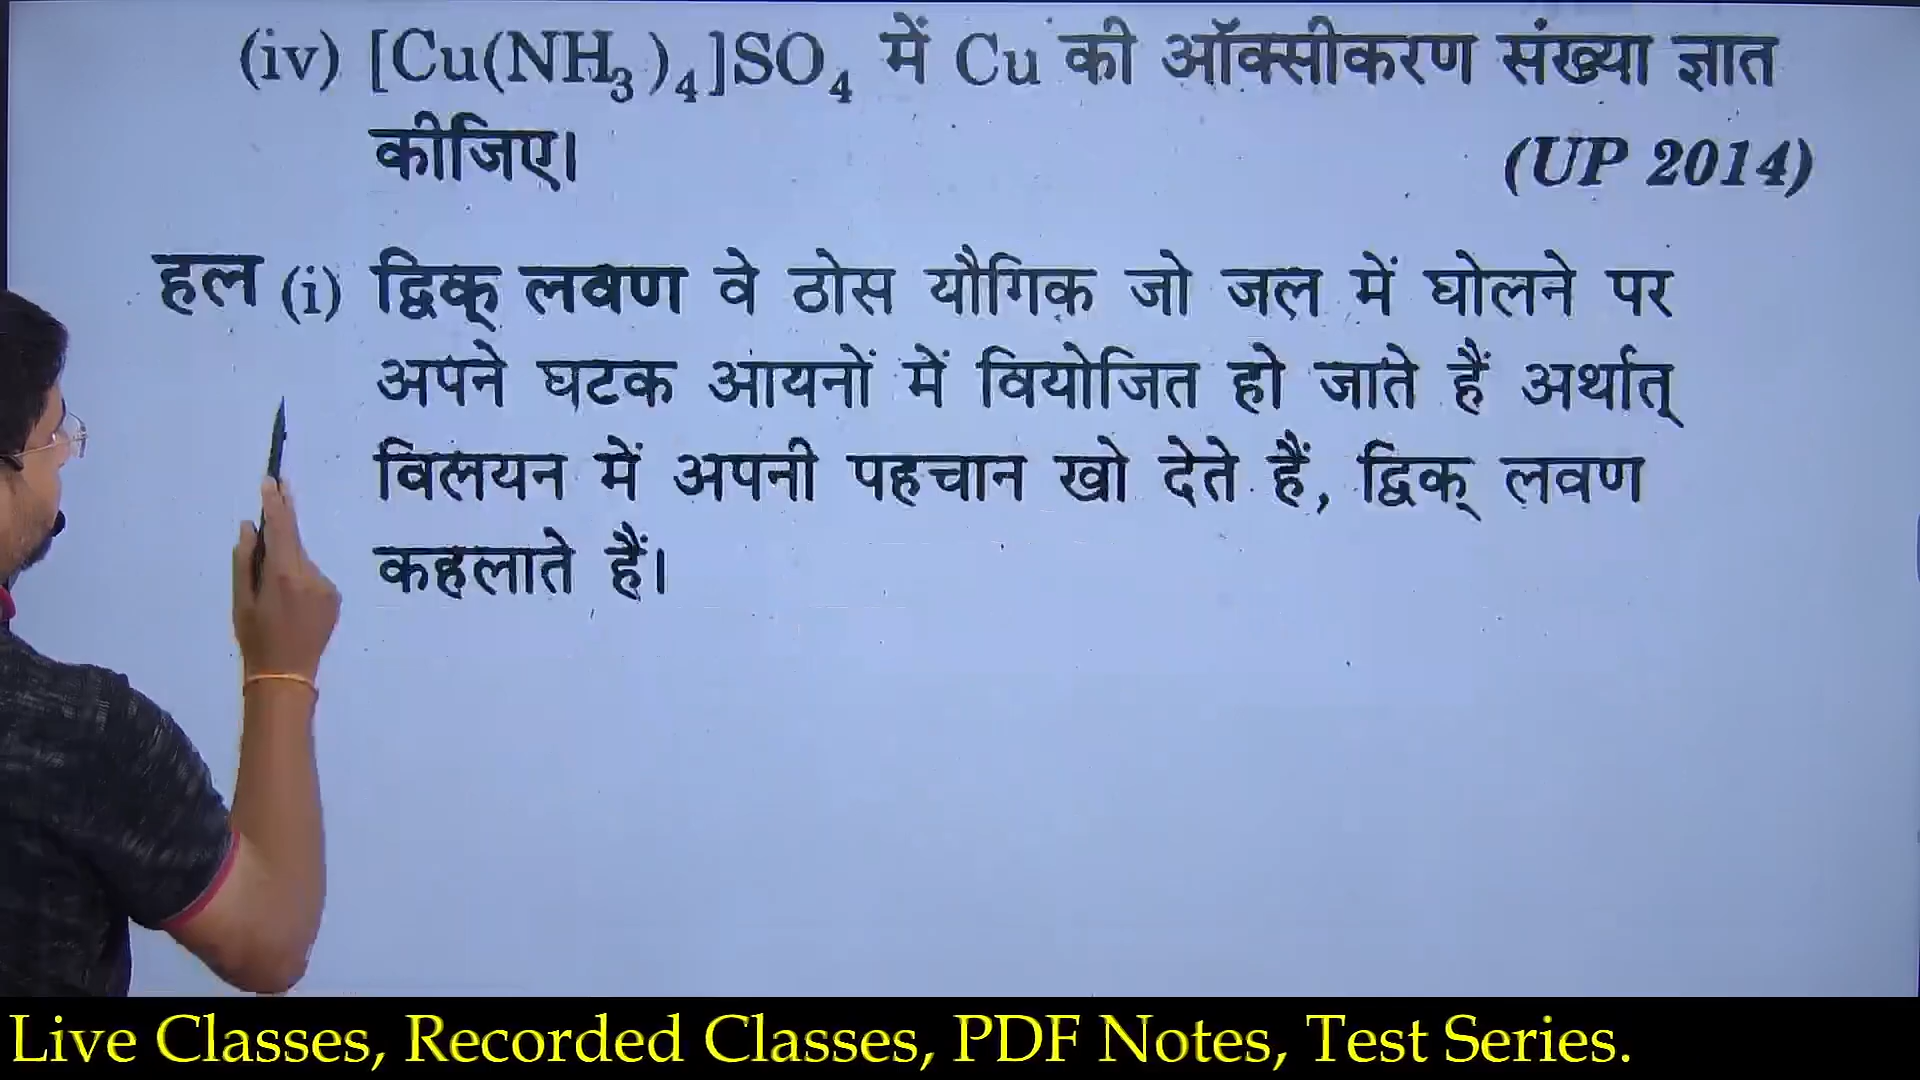 (iv) [Cu(NH₃)₄]SO₄ में Cu की ऑक्सीकरण संख्या ज्ञात
कीजिए।
(UP 2014)
हल (i) द्विक् लवण वे ठोस यौगिक जो जल में घोलने पर
अपने घटक आयनों में वियोजित हो जाते हैं अर्थात्
विलयन में अपनी पहचान खो देते हैं, द्विक् लवण
कहलाते हैं।
Live Classes, Recorded Classes, PDF Notes, Test Series.